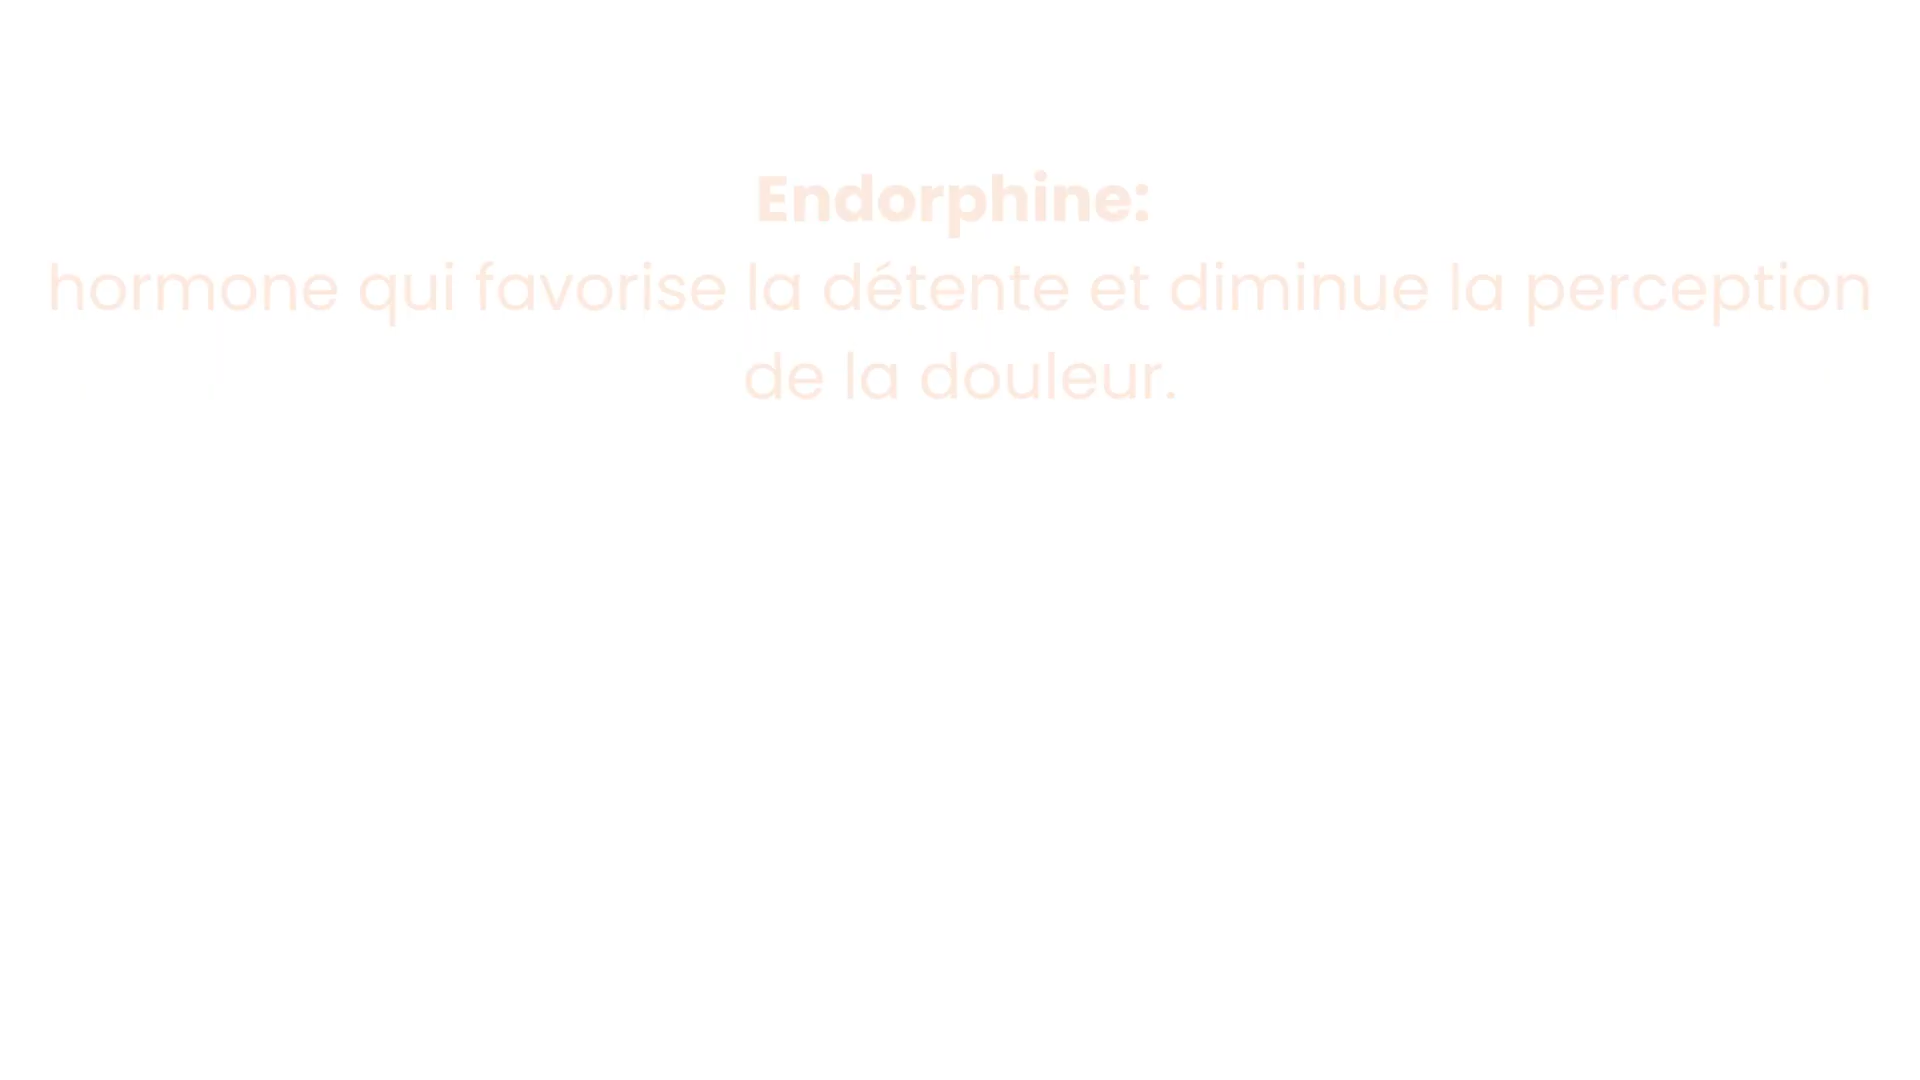 Endorphine:
hormone qui favorise la détente et diminue la perception
de la douleur.